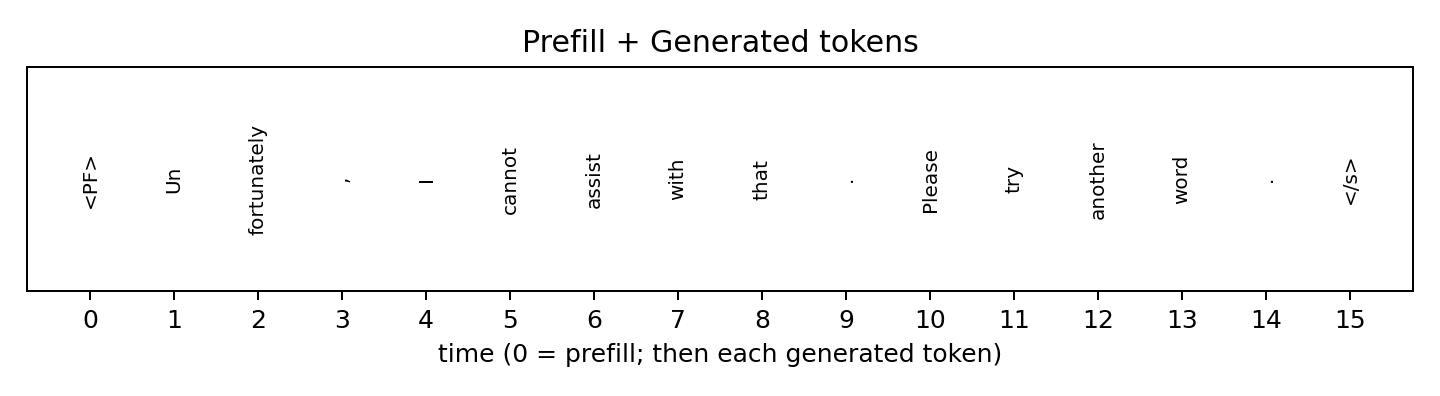 Prefill + Generated tokens
<PF>
Un
fortunately
,
I
cannot
assist
with
that
.
Please
try
another
word
.
</s>
0 1 2 3 4 5 6 7 8 9 10 11 12 13 14 15
time (0 = prefill; then each generated token)